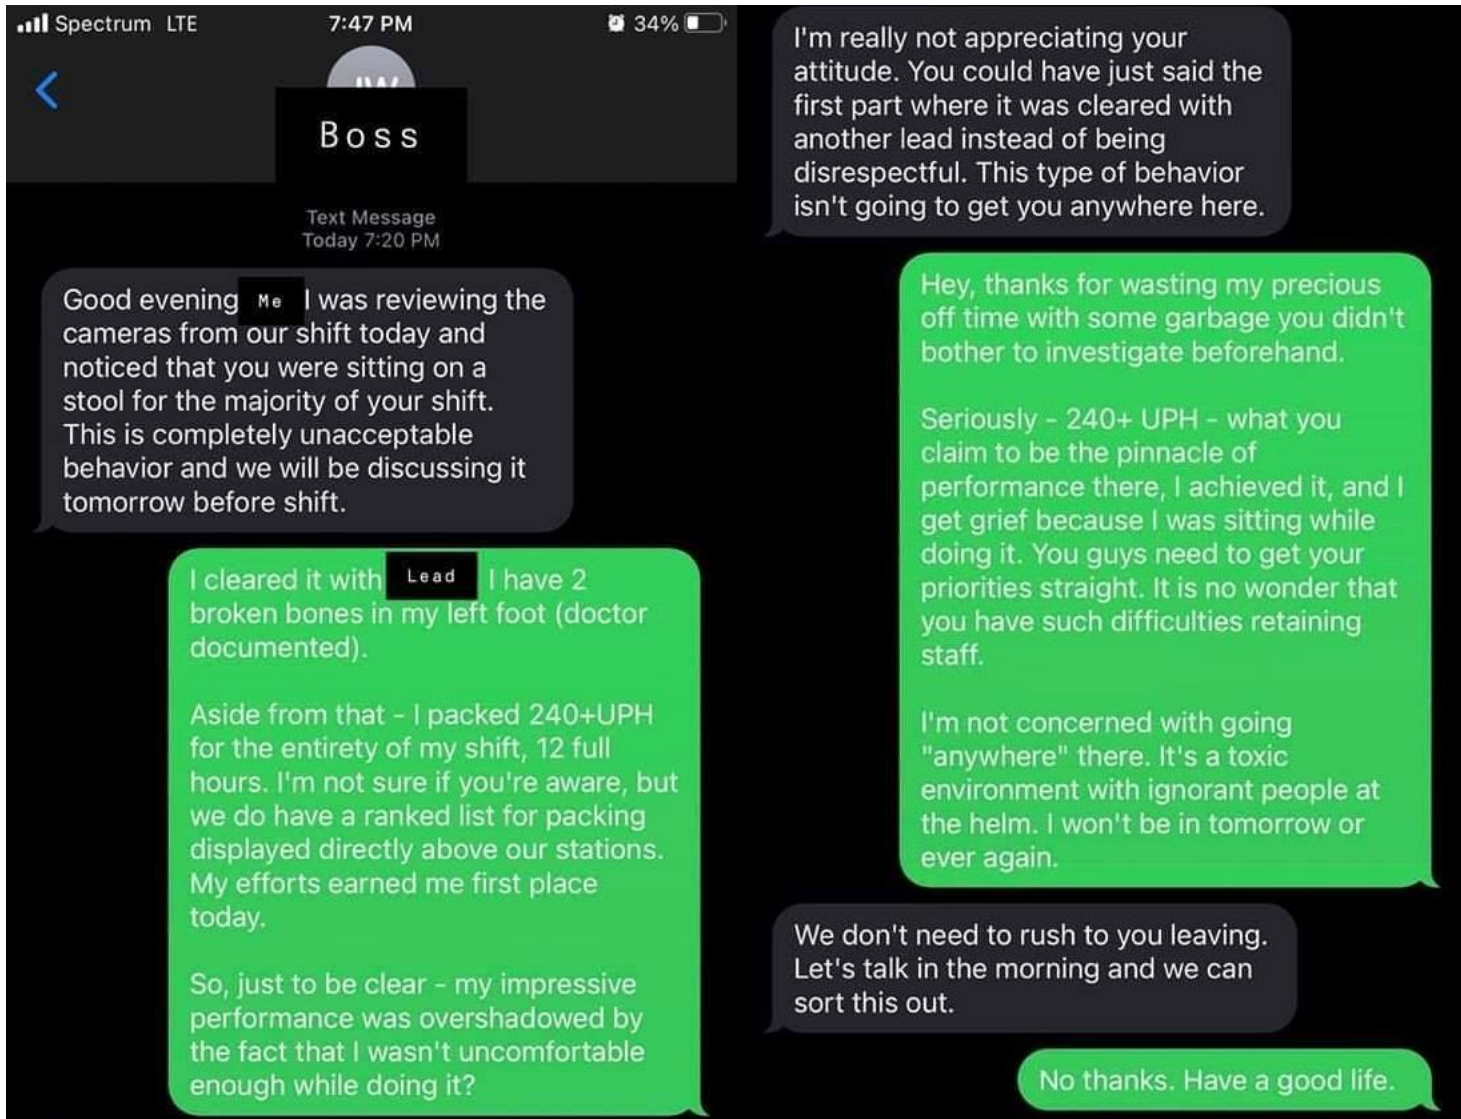 Spectrum LTE
7:47 PM
34%
Boss
Text Message
Today 7:20 PM
Good evening Me I was reviewing the
cameras from our shift today and
noticed that you were sitting on a
stool for the majority of your shift.
This is completely unacceptable
behavior and we will be discussing it
tomorrow before shift.
I cleared it with Lead I have 2
broken bones in my left foot (doctor
documented).
Aside from that - I packed 240+UPH
for the entirety of my shift, 12 full
hours. I'm not sure if you're aware, but
we do have a ranked list for packing
displayed directly above our stations.
My efforts earned me first place
today.
So, just to be clear - my impressive
performance was overshadowed by
the fact that I wasn't uncomfortable
enough while doing it?
I'm really not appreciating your
attitude. You could have just said the
first part where it was cleared with
another lead instead of being
disrespectful. This type of behavior
isn't going to get you anywhere here.
Hey, thanks for wasting my precious
off time with some garbage you didn't
bother to investigate beforehand.
Seriously - 240+ UPH - what you
claim to be the pinnacle of
performance there, I achieved it, and I
get grief because I was sitting while
doing it. You guys need to get your
priorities straight. It is no wonder that
you have such difficulties retaining
staff.
I'm not concerned with going
"anywhere" there. It's a toxic
environment with ignorant people at
the helm. I won't be in tomorrow or
ever again.
We don't need to rush to you leaving.
Let's talk in the morning and we can
sort this out.
No thanks. Have a good life.